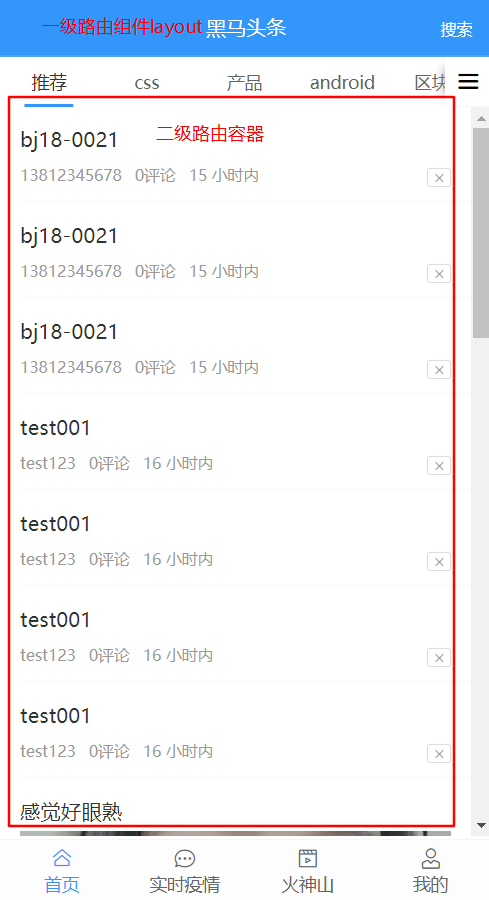 一级路由组件layout 黑马头条 搜索
推荐 css 产品 android 区块
二级路由容器
bj18-0021
13812345678 0评论 15 小时内
bj18-0021
13812345678 0评论 15 小时内
bj18-0021
13812345678 0评论 15 小时内
test001
test123 0评论 16 小时内
test001
test123 0评论 16 小时内
test001
test123 0评论 16 小时内
test001
test123 0评论 16 小时内
感觉好眼熟
首页 实时疫情 火神山 我的